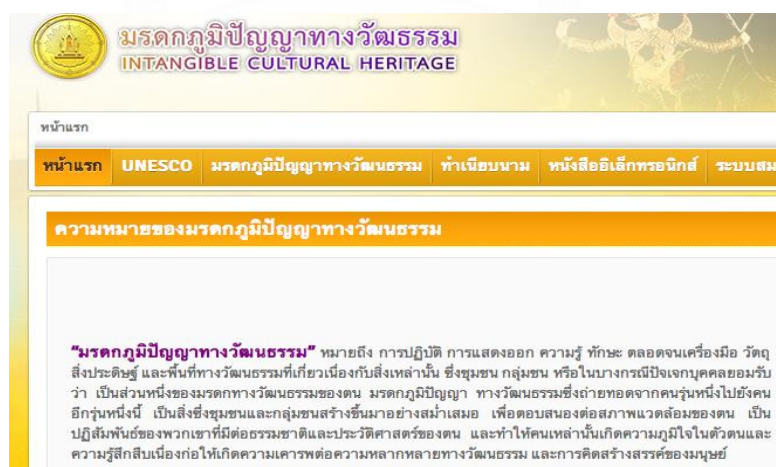 มรดกภูมิปัญญาทางวัฒธรรม
INTANGIBLE CULTURAL HERITAGE
หน้าแรก
หน้าแรก UNESCO มรดกภูมิปัญญาทางวัฒนธรรม ทำเนียบนาม หนังสืออิเล็กทรอนิกส์ ระบบสม
ความหมายของมรดกภูมิปัญญาทางวัฒนธรรม
"มรดกภูมิปัญญาทางวัฒนธรรม" หมายถึง การปฏิบัติ การแสดงออก ความรู้ ทักษะ ตลอดจนเครื่องมือ วัตถุ
สิ่งประดิษฐ์ และพื้นที่ทางวัฒนธรรมที่เกี่ยวเนื่องกับสิ่งเหล่านั้น ซึ่งชุมชน กลุ่มชน หรือในบางกรณีปัจเจกบุคคลยอมรับ
ว่า เป็นส่วนหนึ่งของมรดกทางวัฒนธรรมของตน มรดกภูมิปัญญา ทางวัฒนธรรมซึ่งถ่ายทอดจากคนรุ่นหนึ่งไปยังคน
อีกรุ่นหนึ่งนี้ เป็นสิ่งซึ่งชุมชนและกลุ่มชนสร้างขึ้นมาอย่างสม่ำเสมอ เพื่อตอบสนองต่อสภาพแวดล้อมของตน เป็น
ปฏิสัมพันธ์ของพวกเขาที่มีต่อธรรมชาติและประวัติศาสตร์ของตน และทำให้คนเหล่านั้นเกิดความภูมิใจในตัวตนและ
ความรู้สึกสืบเนื่องก่อให้เกิดความเคารพต่อความหลากหลายทางวัฒนธรรม และการคิดสร้างสรรค์ของมนุษย์